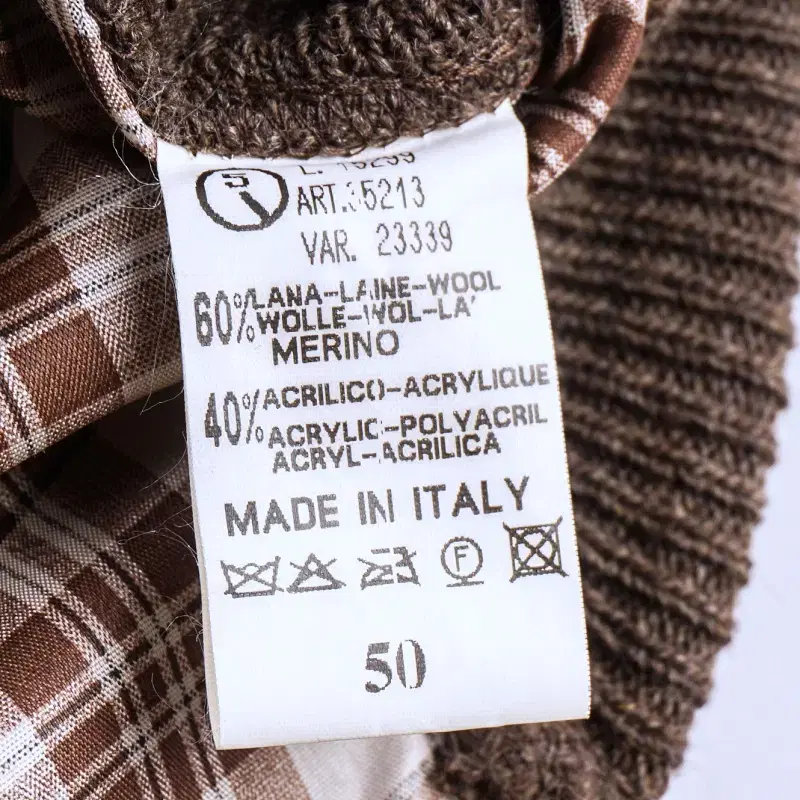 5
ART.35213
VAR. 23339
60% LANA-LAINE-WOOL
WOLLE-WOL-LA'
MERINO
40% ACRILICO-ACRYLIQUE
ACRYLIC-POLYACRIL
ACRYL-ACRILICA
MADE IN ITALY
F
50